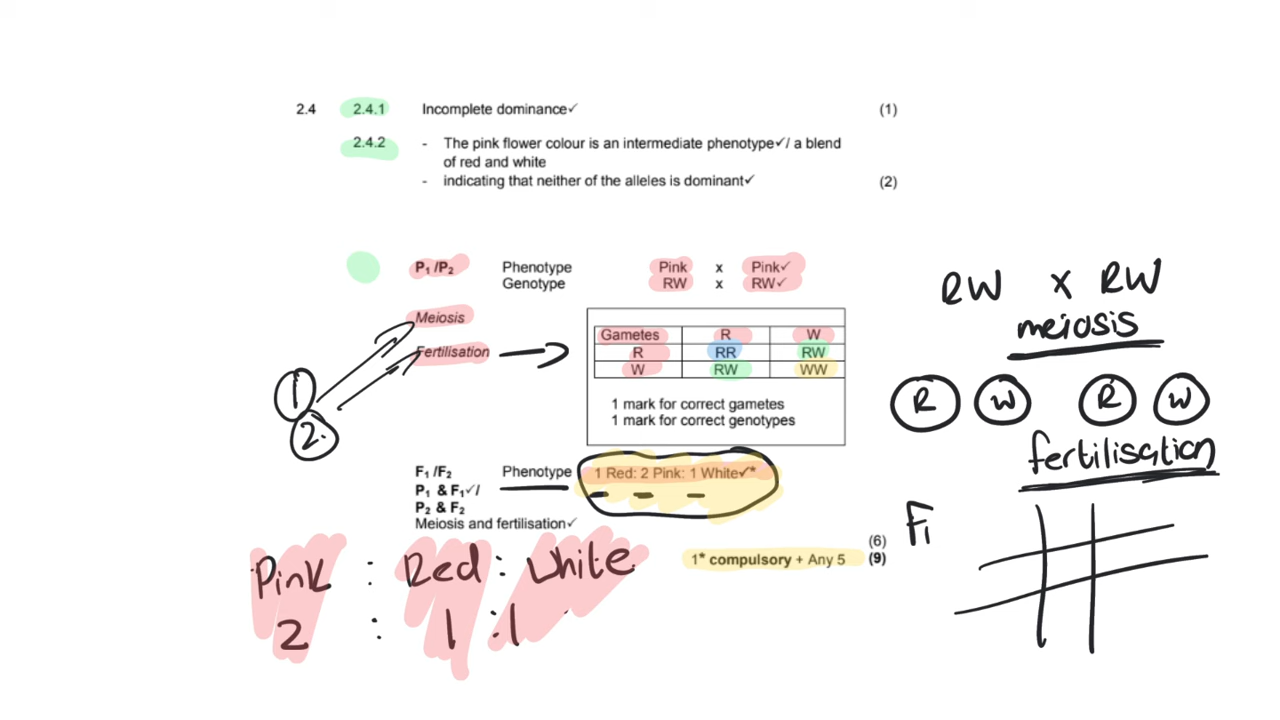 2.4 2.4.1 Incomplete dominance✓ (1)
2.4.2 - The pink flower colour is an intermediate phenotype✓/ a blend
of red and white
- indicating that neither of the alleles is dominant✓ (2)
P₁ /P₂ Phenotype Pink x Pink✓
Genotype RW x RW✓
Meiosis
Fertilisation
Gametes R W
R RR RW
W RW WW
1 mark for correct gametes
1 mark for correct genotypes
F₁ /F₂ Phenotype 1 Red: 2 Pink: 1 White✓*
P₁ & F₁✓/
P₂ & F₂
Meiosis and fertilisation✓
(6)
1* compulsory + Any 5 (9)
1
2.
Pink : Red : White
2 : 1 : 1
RW x RW
meiosis
R W R W
fertilisation
F₁